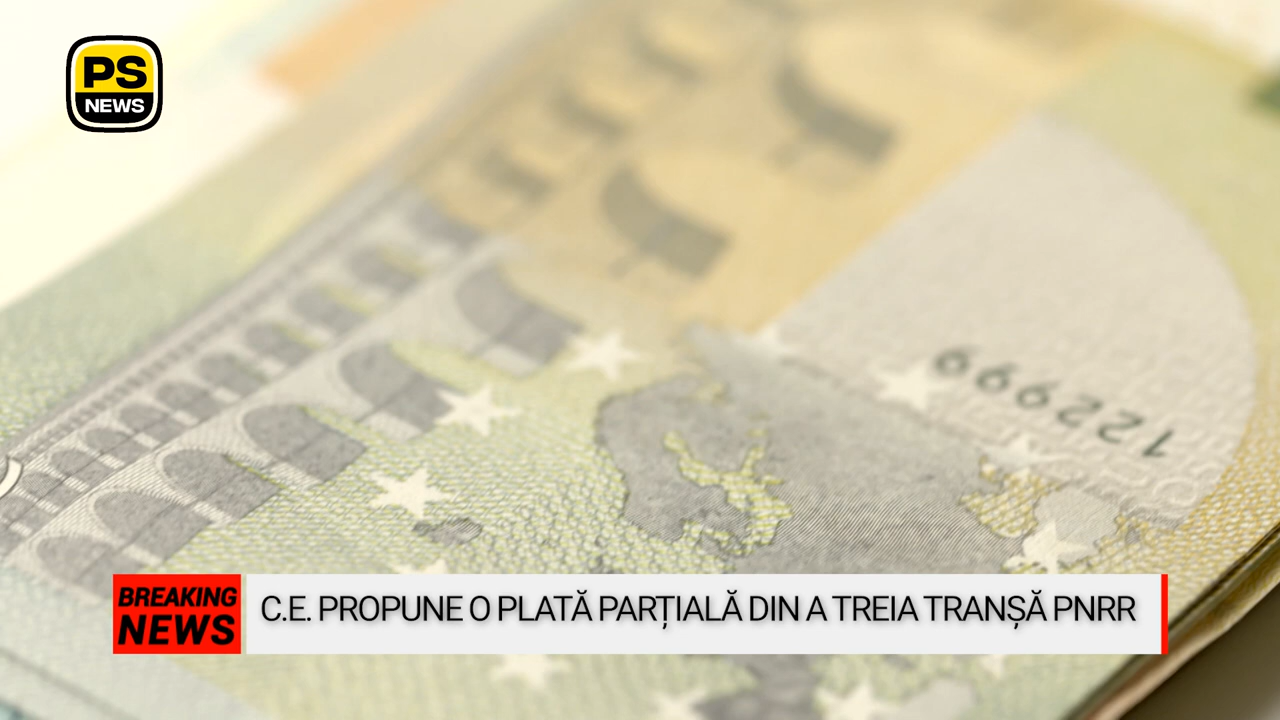 PS
NEWS
122999
BREAKING
NEWS
C.E. PROPUNE O PLATĂ PARȚIALĂ DIN A TREIA TRANȘĂ PNRR